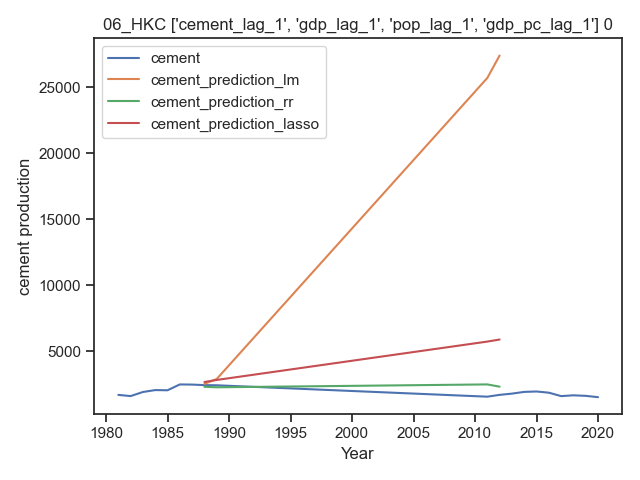 06_HKC ['cement_lag_1', 'gdp_lag_1', 'pop_lag_1', 'gdp_pc_lag_1'] 0
cement
cement_prediction_lm
cement_prediction_rr
cement_prediction_lasso
25000
20000
15000
10000
5000
cement production
1980 1985 1990 1995 2000 2005 2010 2015 2020
Year